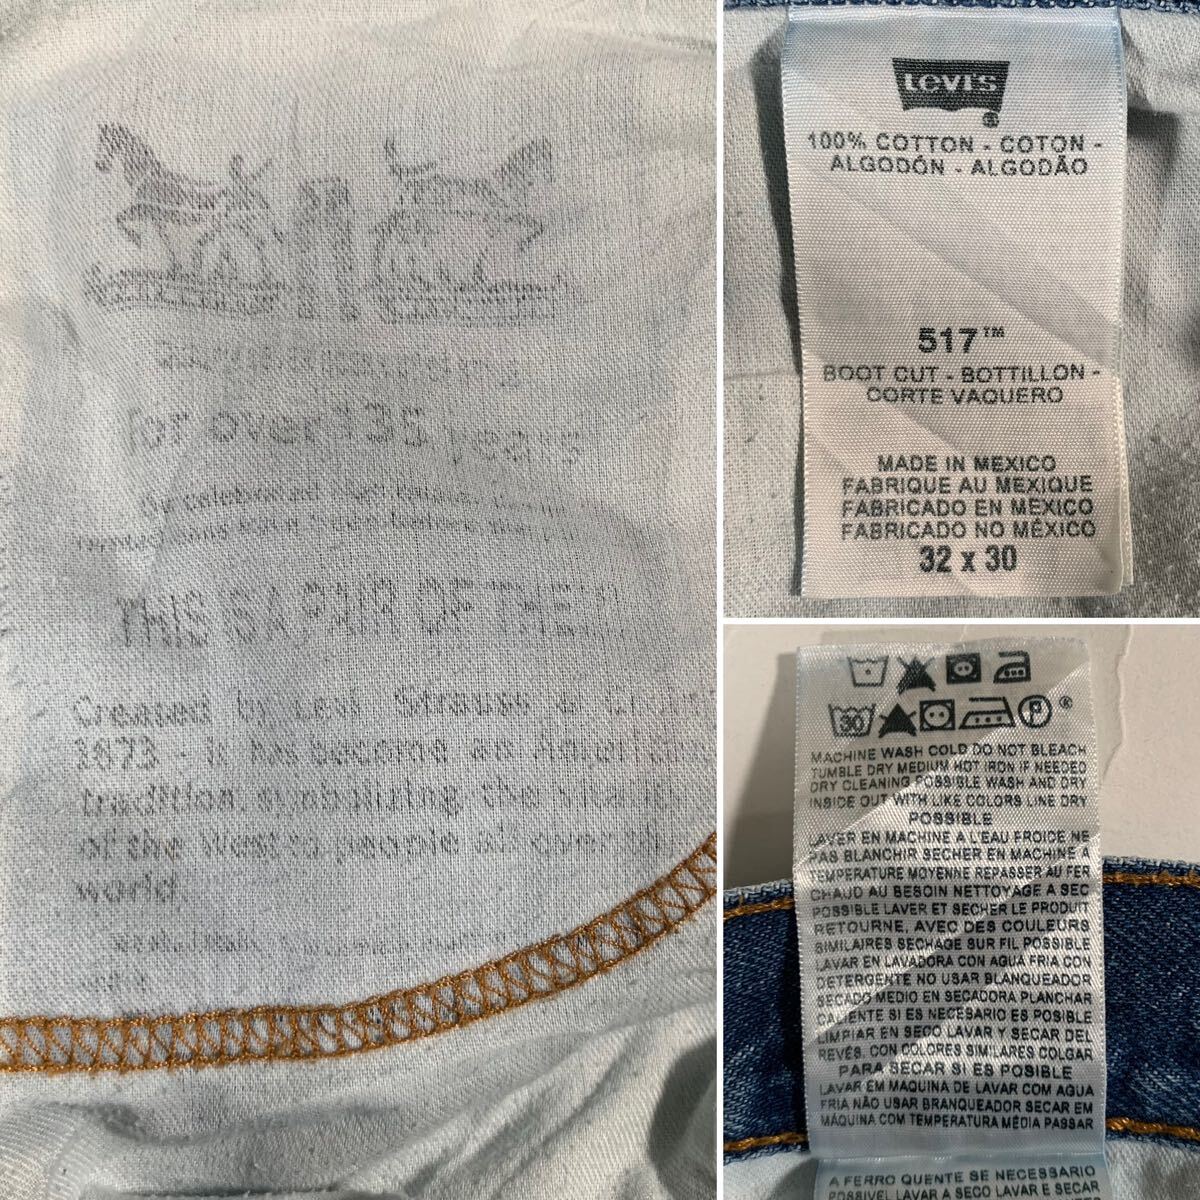 for over 135 years
THIS IS A PAIR OF THEM
Created by Levi Strauss &
1873 - It has become an
tradition symbolizing the
of the West to people all over the
world.
LEVI'S
®
100% COTTON - COTON -
ALGODÓN - ALGODÃO
517™
BOOT CUT - BOTTILLON -
CORTE VAQUERO
MADE IN MEXICO
FABRIQUE AU MEXIQUE
FABRICADO EN MÉXICO
FABRICADO NO MÉXICO
32 x 30
30 P ®
MACHINE WASH COLD DO NOT BLEACH
TUMBLE DRY MEDIUM HOT IRON IF NEEDED
DRY CLEANING POSSIBLE WASH AND DRY
INSIDE OUT WITH LIKE COLORS LINE DRY
POSSIBLE
LAVER EN MACHINE A L'EAU FROIDE NE
PAS BLANCHIR SECHER EN MACHINE À
TEMPERATURE MOYENNE REPASSER AU FER
CHAUD AU BESOIN NETTOYAGE A SEC
POSSIBLE LAVER ET SECHER LE PRODUIT
RETOURNE, AVEC DES COULEURS
SIMILAIRES SECHAGE SUR FIL POSSIBLE
LAVAR EN LAVADORA CON AGUA FRIA CON
DETERGENTE NO USAR BLANQUEADOR
SECADO MEDIO EN SECADORA PLANCHAR
CALIENTE SI ES NECESARIO ES POSIBLE
LIMPIAR EN SECO LAVAR Y SECAR DEL
REVÉS, CON COLORES SIMILARES COLGAR
PARA SECAR SI ES POSIBLE
LAVAR EM MAQUINA DE LAVAR COM AGUA
FRIA NÃO USAR BRANQUEADOR SECAR EM
MÁQUINA COM TEMPERATURA MÉDIA PASSAR
A FERRO QUENTE SE NECESSARIO
POSSIVEL LAVAR A SECO LAVAR E SECAR